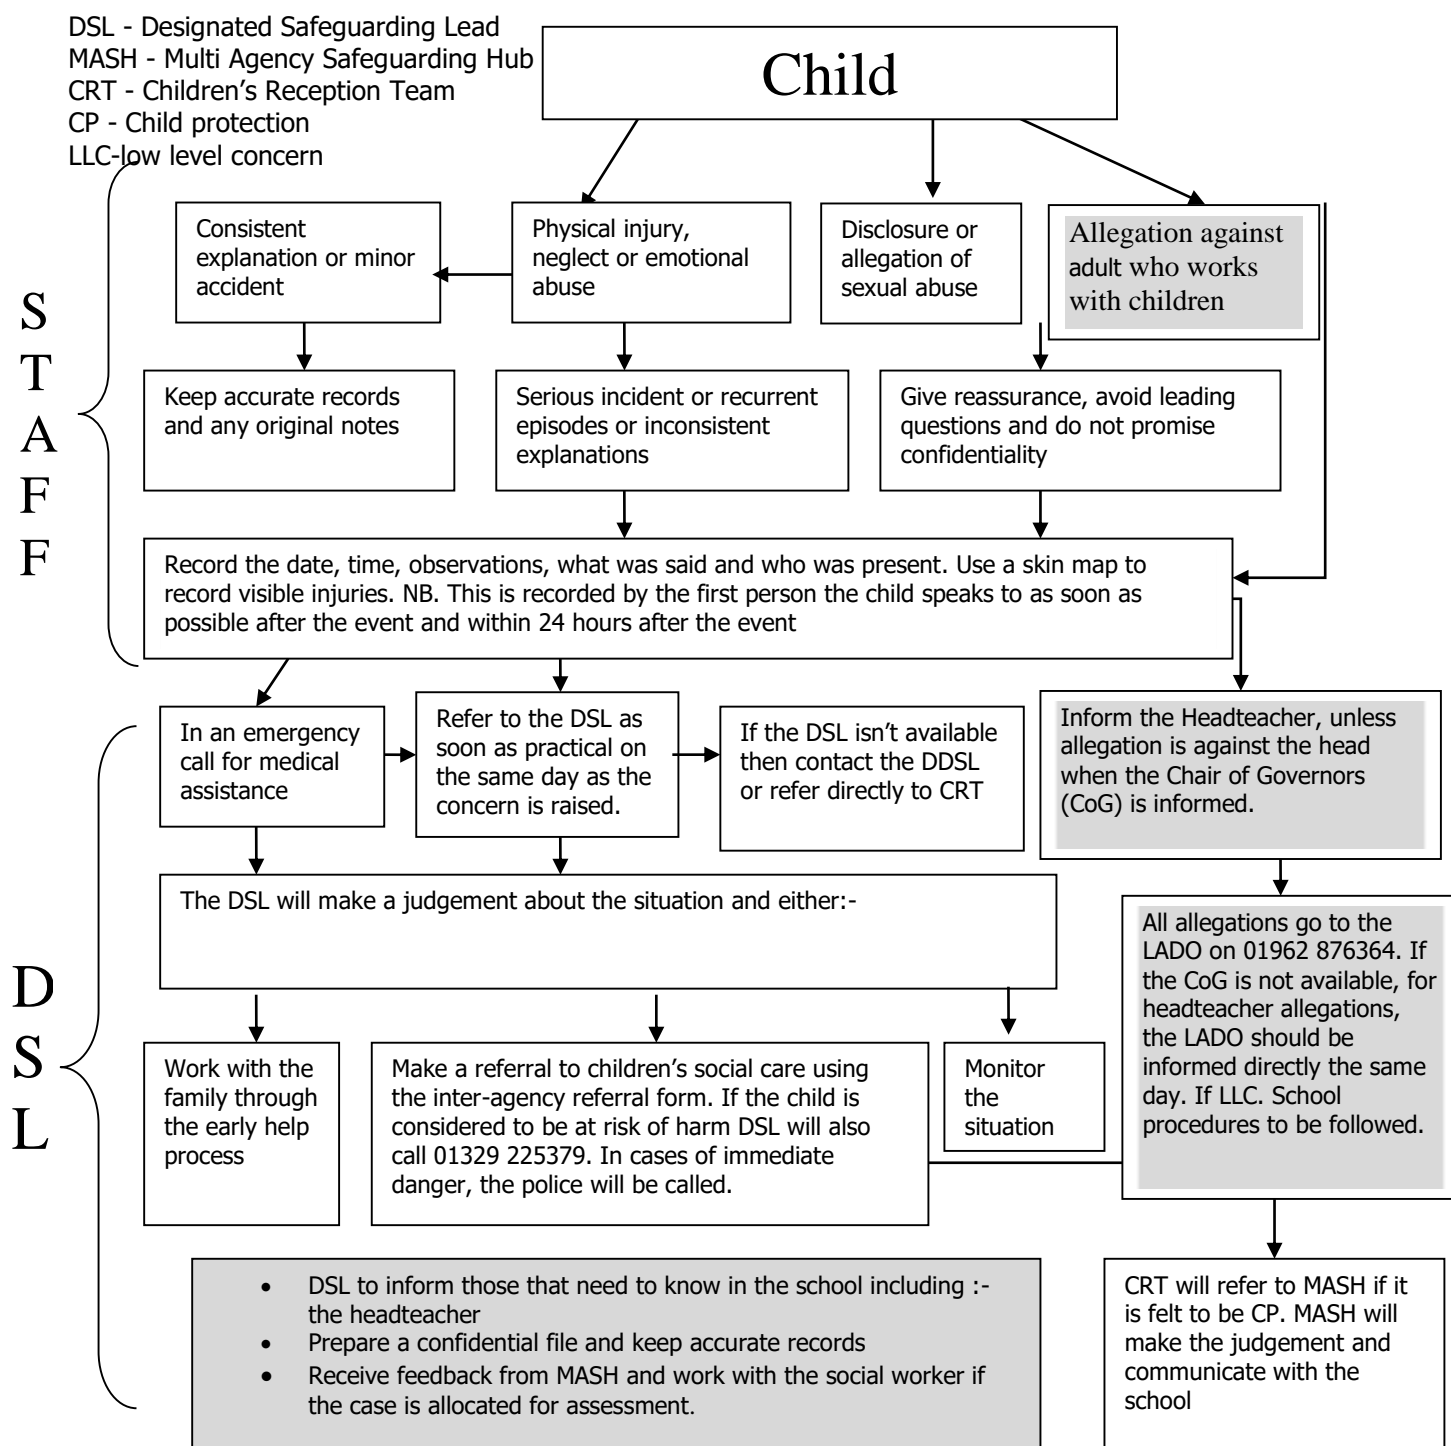 DSL - Designated Safeguarding Lead
MASH - Multi Agency Safeguarding Hub
CRT - Children's Reception Team
CP - Child protection
LLC-low level concern
Child
S
T
A
F
F
Consistent
explanation or minor
accident
Physical injury,
neglect or emotional
abuse
Disclosure or
allegation of
sexual abuse
Allegation against
adult who works
with children
Keep accurate records
and any original notes
Serious incident or recurrent
episodes or inconsistent
explanations
Give reassurance, avoid leading
questions and do not promise
confidentiality
Record the date, time, observations, what was said and who was present. Use a skin map to
record visible injuries. NB. This is recorded by the first person the child speaks to as soon as
possible after the event and within 24 hours after the event
D
S
L
In an emergency
call for medical
assistance
Refer to the DSL as
soon as practical on
the same day as the
concern is raised.
If the DSL isn't available
then contact the DDSL
or refer directly to CRT
Inform the Headteacher, unless
allegation is against the head
when the Chair of Governors
(CoG) is informed.
The DSL will make a judgement about the situation and either:-
All allegations go to the
LADO on 01962 876364. If
the CoG is not available, for
headteacher allegations,
the LADO should be
informed directly the same
day. If LLC. School
procedures to be followed.
Work with the
family through
the early help
process
Make a referral to children's social care using
the inter-agency referral form. If the child is
considered to be at risk of harm DSL will also
call 01329 225379. In cases of immediate
danger, the police will be called.
Monitor
the
situation
• DSL to inform those that need to know in the school including :-
the headteacher
• Prepare a confidential file and keep accurate records
• Receive feedback from MASH and work with the social worker if
the case is allocated for assessment.
CRT will refer to MASH if it
is felt to be CP. MASH will
make the judgement and
communicate with the
school